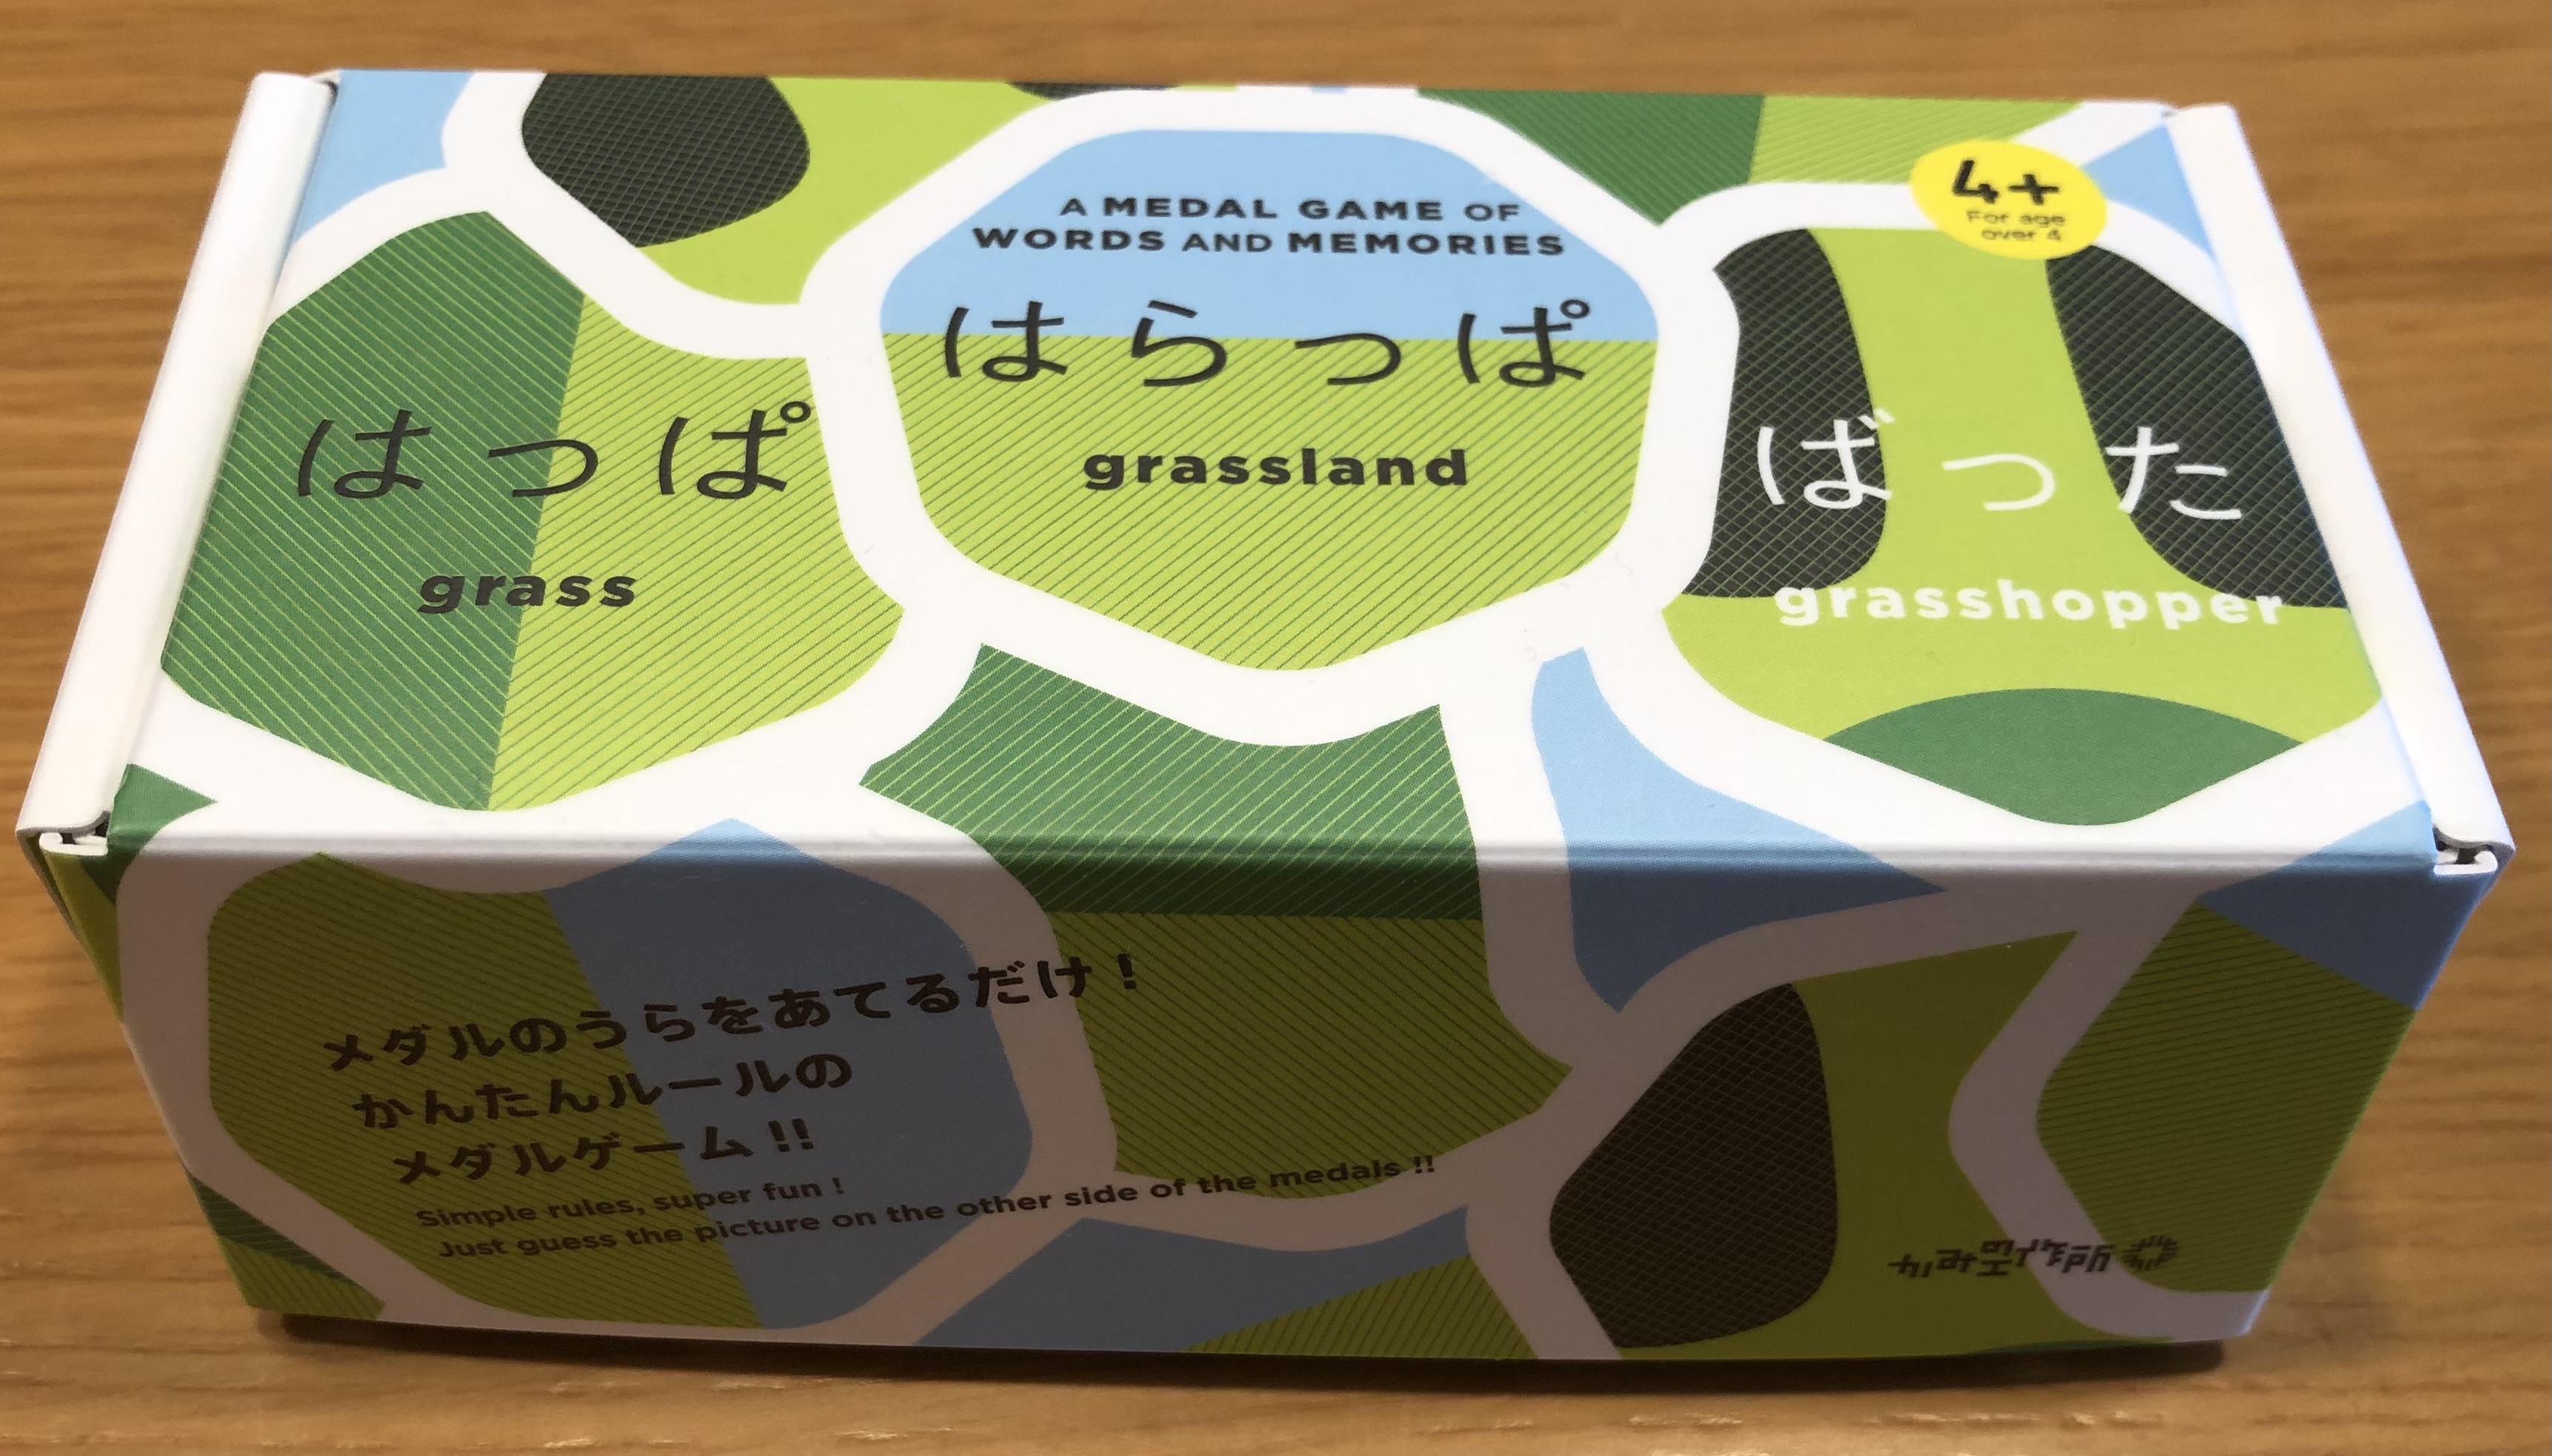 A MEDAL GAME OF
WORDS AND MEMORIES
はらっぱ
grassland
はっぱ
grass
4+
For age
over 4
ばった
grasshopper
メダルのうらをあてるだけ！
かんたんルールの
メダルゲーム!!
Simple rules, super fun !
Just guess the picture on the other side of the medals !!
かみの工作所